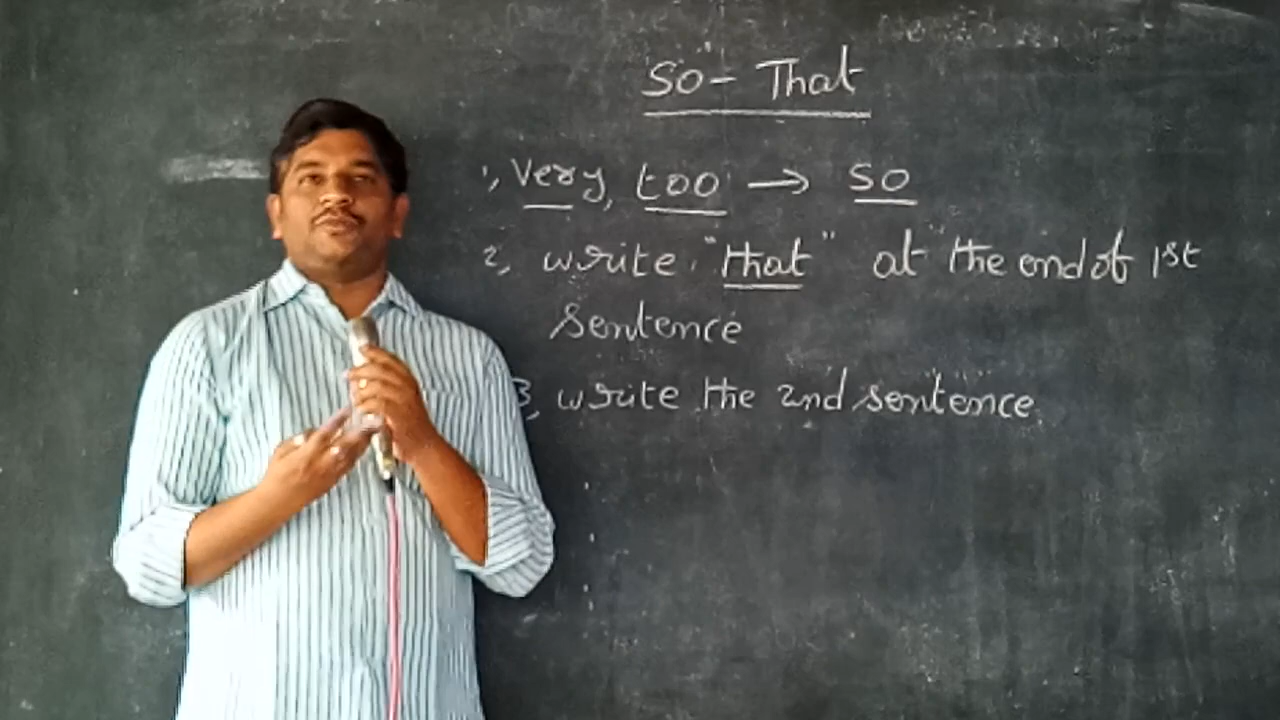 So - That
1, Very, too → so
2, write "that" at the end of 1st
sentence
3, write the 2nd sentence